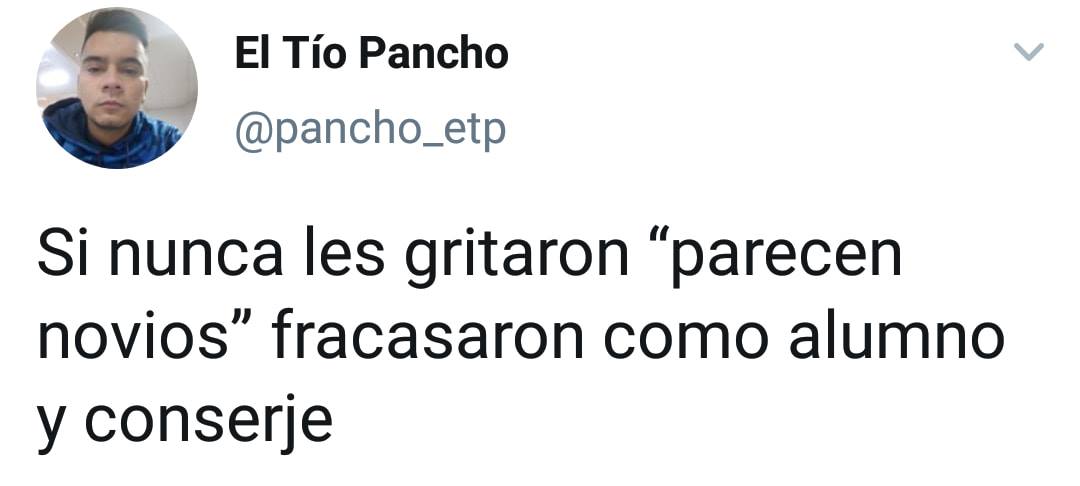 El Tío Pancho
@pancho_etp
Si nunca les gritaron “parecen
novios” fracasaron como alumno
y conserje